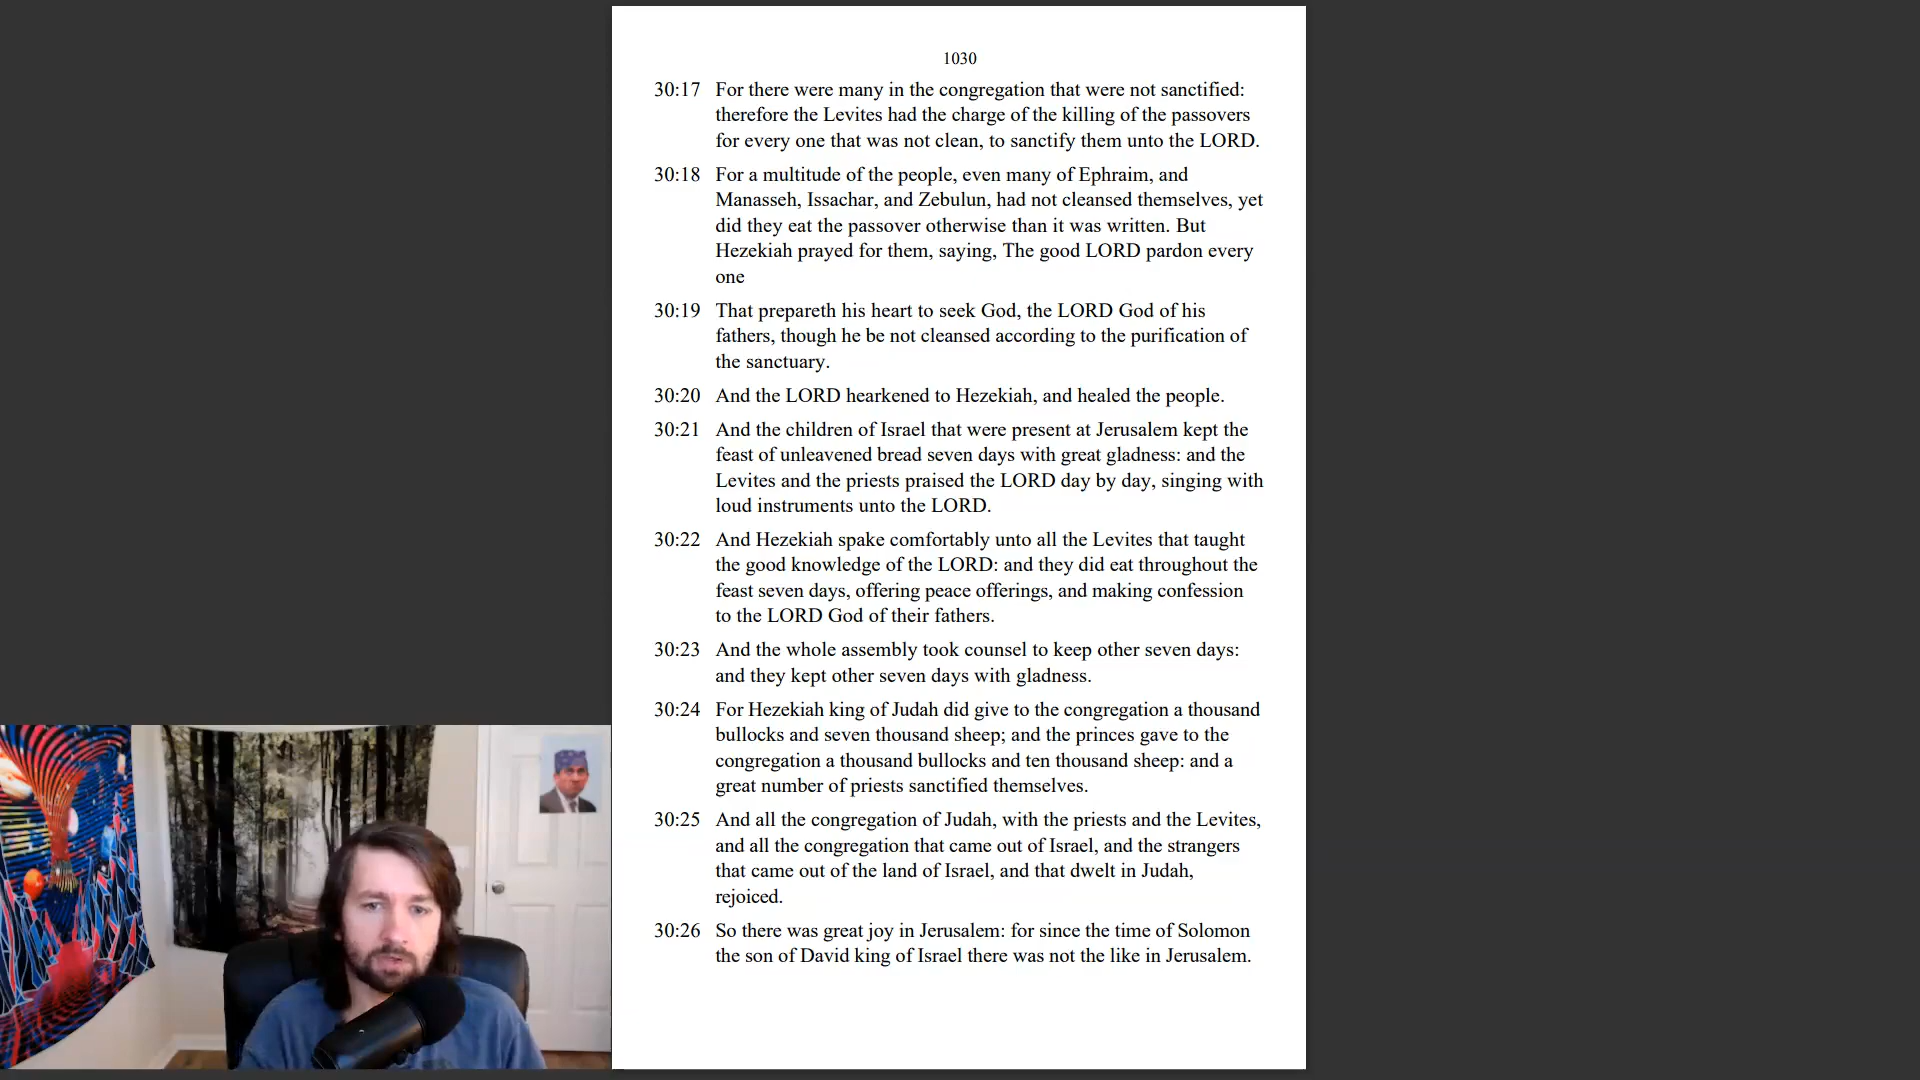 1030
30:17 For there were many in the congregation that were not sanctified:
therefore the Levites had the charge of the killing of the passovers
for every one that was not clean, to sanctify them unto the LORD.
30:18 For a multitude of the people, even many of Ephraim, and
Manasseh, Issachar, and Zebulun, had not cleansed themselves, yet
did they eat the passover otherwise than it was written. But
Hezekiah prayed for them, saying, The good LORD pardon every
one
30:19 That prepareth his heart to seek God, the LORD God of his
fathers, though he be not cleansed according to the purification of
the sanctuary.
30:20 And the LORD hearkened to Hezekiah, and healed the people.
30:21 And the children of Israel that were present at Jerusalem kept the
feast of unleavened bread seven days with great gladness: and the
Levites and the priests praised the LORD day by day, singing with
loud instruments unto the LORD.
30:22 And Hezekiah spake comfortably unto all the Levites that taught
the good knowledge of the LORD: and they did eat throughout the
feast seven days, offering peace offerings, and making confession
to the LORD God of their fathers.
30:23 And the whole assembly took counsel to keep other seven days:
and they kept other seven days with gladness.
30:24 For Hezekiah king of Judah did give to the congregation a thousand
bullocks and seven thousand sheep; and the princes gave to the
congregation a thousand bullocks and ten thousand sheep: and a
great number of priests sanctified themselves.
30:25 And all the congregation of Judah, with the priests and the Levites,
and all the congregation that came out of Israel, and the strangers
that came out of the land of Israel, and that dwelt in Judah,
rejoiced.
30:26 So there was great joy in Jerusalem: for since the time of Solomon
the son of David king of Israel there was not the like in Jerusalem.